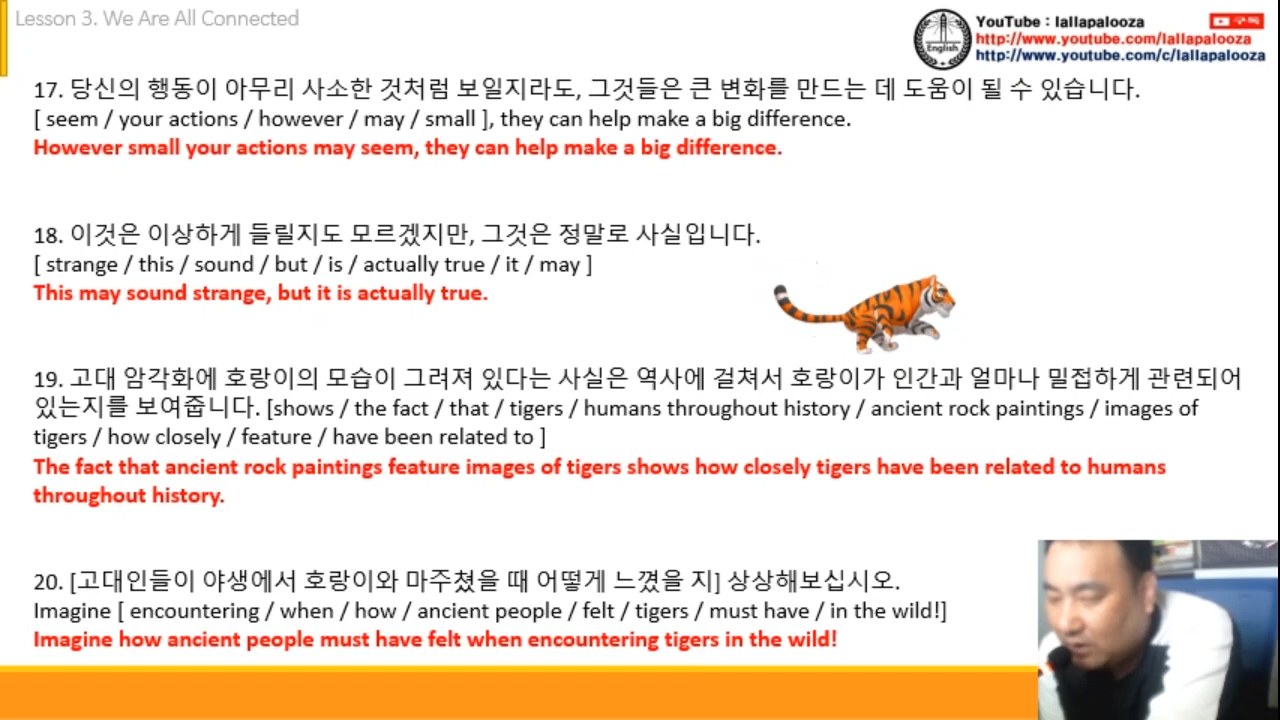 Lesson 3. We Are All Connected
English
YouTube : lallapalooza
구독
http://www.youtube.com/lallapalooza
http://www.youtube.com/c/lallapalooza
17. 당신의 행동이 아무리 사소한 것처럼 보일지라도, 그것들은 큰 변화를 만드는 데 도움이 될 수 있습니다.
[ seem / your actions / however / may / small ], they can help make a big difference.
However small your actions may seem, they can help make a big difference.
18. 이것은 이상하게 들릴지도 모르겠지만, 그것은 정말로 사실입니다.
[ strange / this / sound / but / is / actually true / it / may ]
This may sound strange, but it is actually true.
19. 고대 암각화에 호랑이의 모습이 그려져 있다는 사실은 역사에 걸쳐서 호랑이가 인간과 얼마나 밀접하게 관련되어
있는지를 보여줍니다. [shows / the fact / that / tigers / humans throughout history / ancient rock paintings / images of
tigers / how closely / feature / have been related to ]
The fact that ancient rock paintings feature images of tigers shows how closely tigers have been related to humans
throughout history.
20. [고대인들이 야생에서 호랑이와 마주쳤을 때 어떻게 느꼈을 지] 상상해보십시오.
Imagine [ encountering / when / how / ancient people / felt / tigers / must have / in the wild!]
Imagine how ancient people must have felt when encountering tigers in the wild!